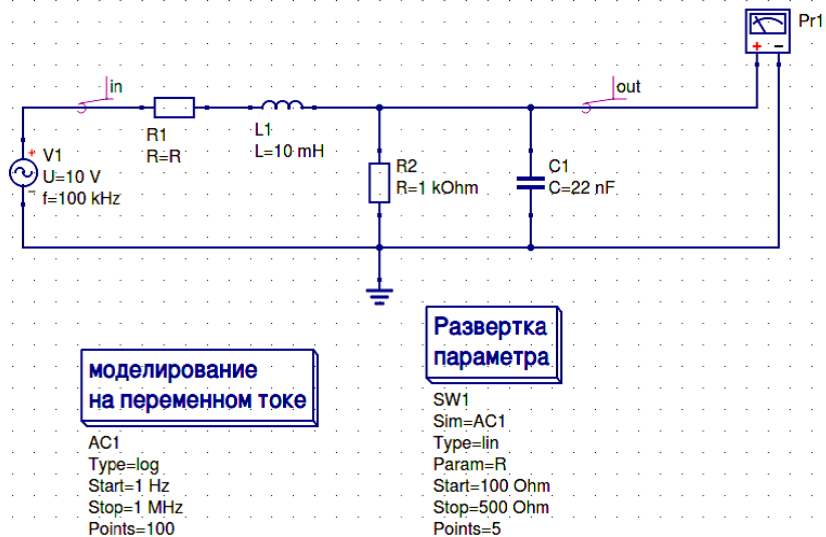 Pr1
in
out
R1
R=R
L1
L=10 mH
V1
U=10 V
f=100 kHz
R2
R=1 kOhm
C1
C=22 nF
моделирование
на переменном токе
AC1
Type=log
Start=1 Hz
Stop=1 MHz
Points=100
Развертка
параметра
SW1
Sim=AC1
Type=lin
Param=R
Start=100 Ohm
Stop=500 Ohm
Points=5